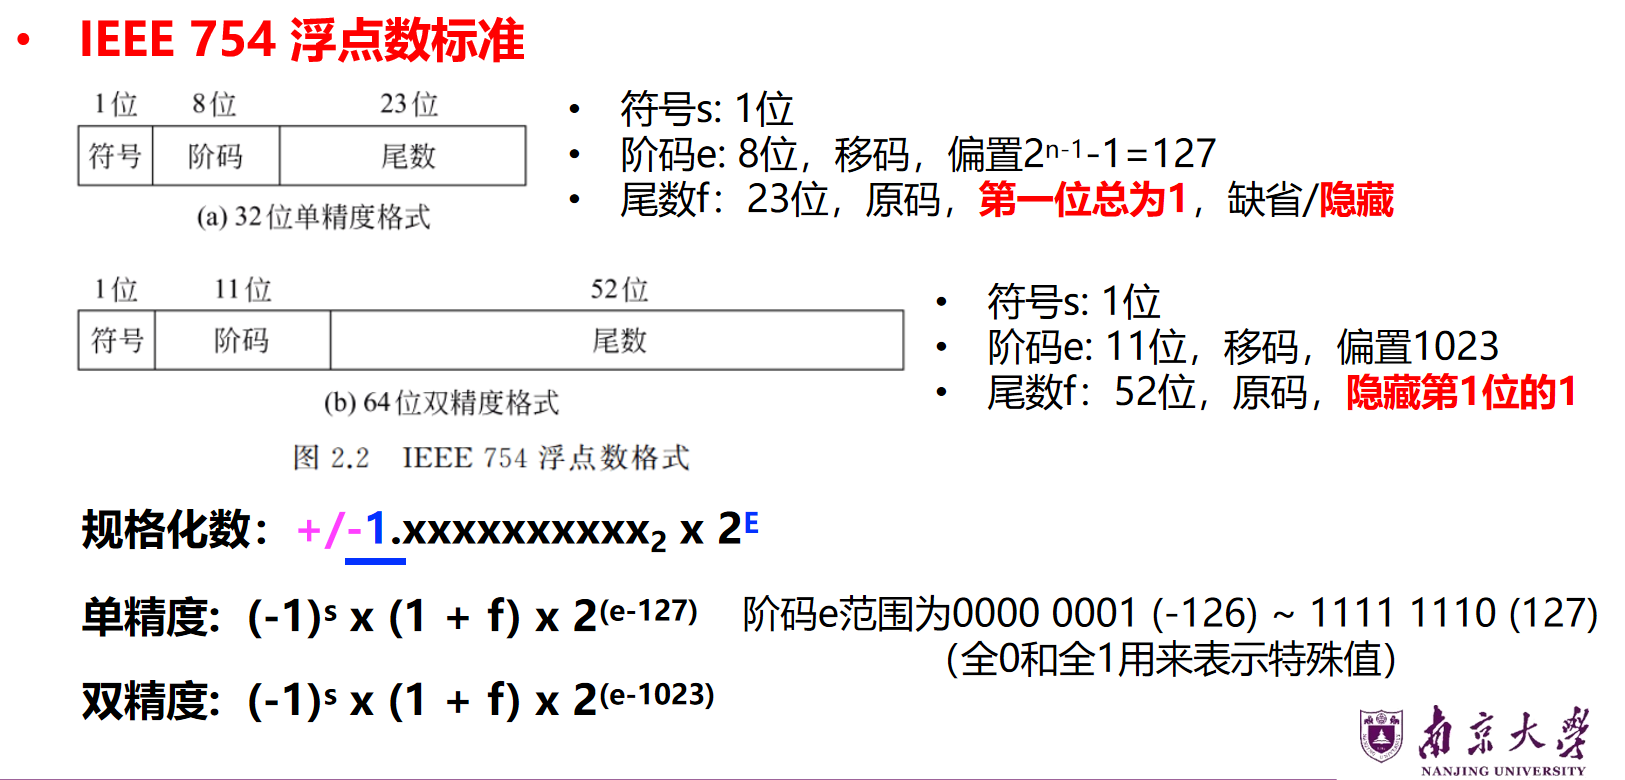 • IEEE 754 浮点数标准
1位 8位 23位
符号 阶码 尾数
(a) 32位单精度格式
• 符号s: 1位
• 阶码e: 8位，移码，偏置2ⁿ⁻¹-1=127
• 尾数f：23位，原码，第一位总为1，缺省/隐藏
1位 11位 52位
符号 阶码 尾数
(b) 64位双精度格式
• 符号s: 1位
• 阶码e: 11位，移码，偏置1023
• 尾数f：52位，原码，隐藏第1位的1
图 2.2 IEEE 754 浮点数格式
规格化数：+/-1.xxxxxxxxxx₂ x 2ᴱ
单精度：(-1)ˢ x (1 + f) x 2⁽ᵉ⁻¹²⁷⁾
阶码e范围为0000 0001 (-126) ~ 1111 1110 (127)
（全0和全1用来表示特殊值）
双精度：(-1)ˢ x (1 + f) x 2⁽ᵉ⁻¹⁰²³⁾
南京大学
NANJING UNIVERSITY